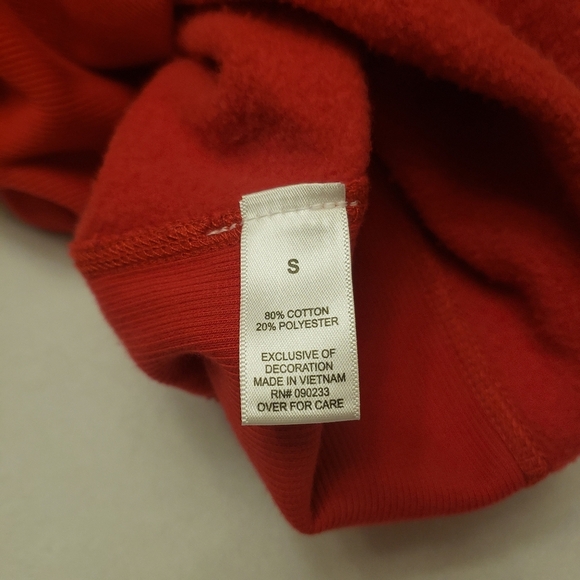 S
80% COTTON
20% POLYESTER
EXCLUSIVE OF
DECORATION
MADE IN VIETNAM
RN# 090233
OVER FOR CARE